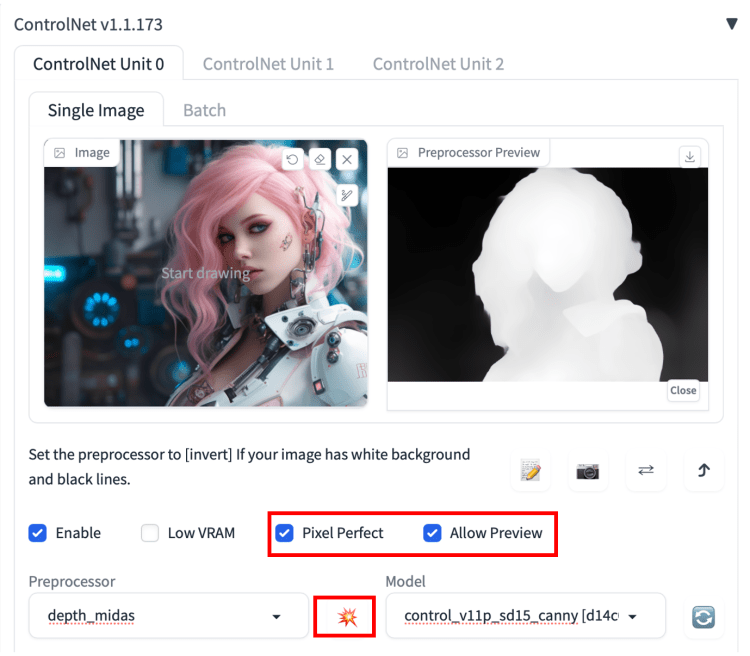 ControlNet v1.1.173
ControlNet Unit 0 ControlNet Unit 1 ControlNet Unit 2
Single Image Batch
Image Preprocessor Preview
Start drawing
Close
Set the preprocessor to [invert] If your image has white background
and black lines.
Enable Low VRAM Pixel Perfect Allow Preview
Preprocessor Model
depth_midas control_v11p_sd15_canny [d14c